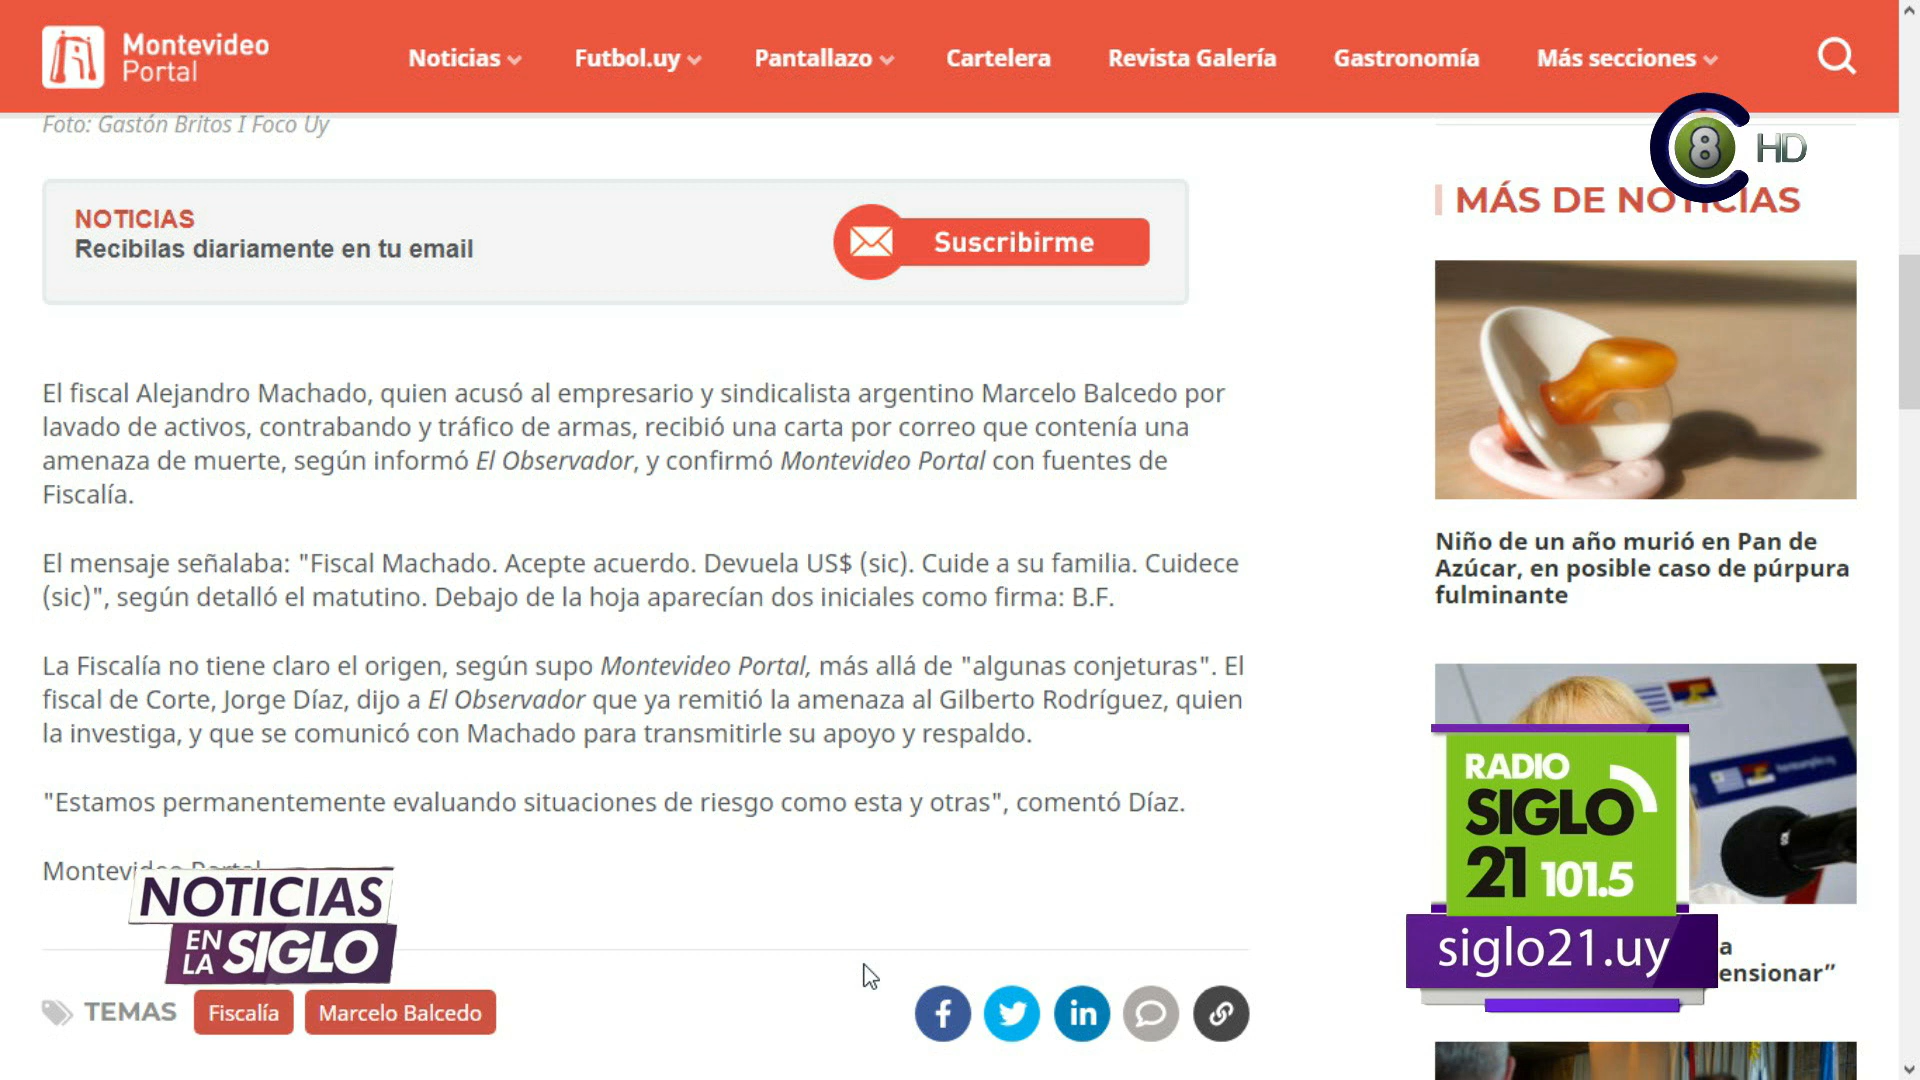 Montevideo
Portal
Noticias
Futbol.uy
Pantallazo
Cartelera
Revista Galería
Gastronomía
Más secciones
Foto: Gastón Britos I Foco Uy
8 HD
NOTICIAS
Recibilas diariamente en tu email
Suscribirme
El fiscal Alejandro Machado, quien acusó al empresario y sindicalista argentino Marcelo Balcedo por
lavado de activos, contrabando y tráfico de armas, recibió una carta por correo que contenía una
amenaza de muerte, según informó El Observador, y confirmó Montevideo Portal con fuentes de
Fiscalía.
El mensaje señalaba: "Fiscal Machado. Acepte acuerdo. Devuela US$ (sic). Cuide a su familia. Cuidece
(sic)", según detalló el matutino. Debajo de la hoja aparecían dos iniciales como firma: B.F.
La Fiscalía no tiene claro el origen, según supo Montevideo Portal, más allá de "algunas conjeturas". El
fiscal de Corte, Jorge Díaz, dijo a El Observador que ya remitió la amenaza al Gilberto Rodríguez, quien
la investiga, y que se comunicó con Machado para transmitirle su apoyo y respaldo.
"Estamos permanentemente evaluando situaciones de riesgo como esta y otras", comentó Díaz.
Montevideo Portal
NOTICIAS
EN LA SIGLO
TEMAS
Fiscalía
Marcelo Balcedo
MÁS DE NOTICIAS
Niño de un año murió en Pan de
Azúcar, en posible caso de púrpura
fulminante
RADIO
SIGLO
21 101.5
siglo21.uy
a
ensionar”